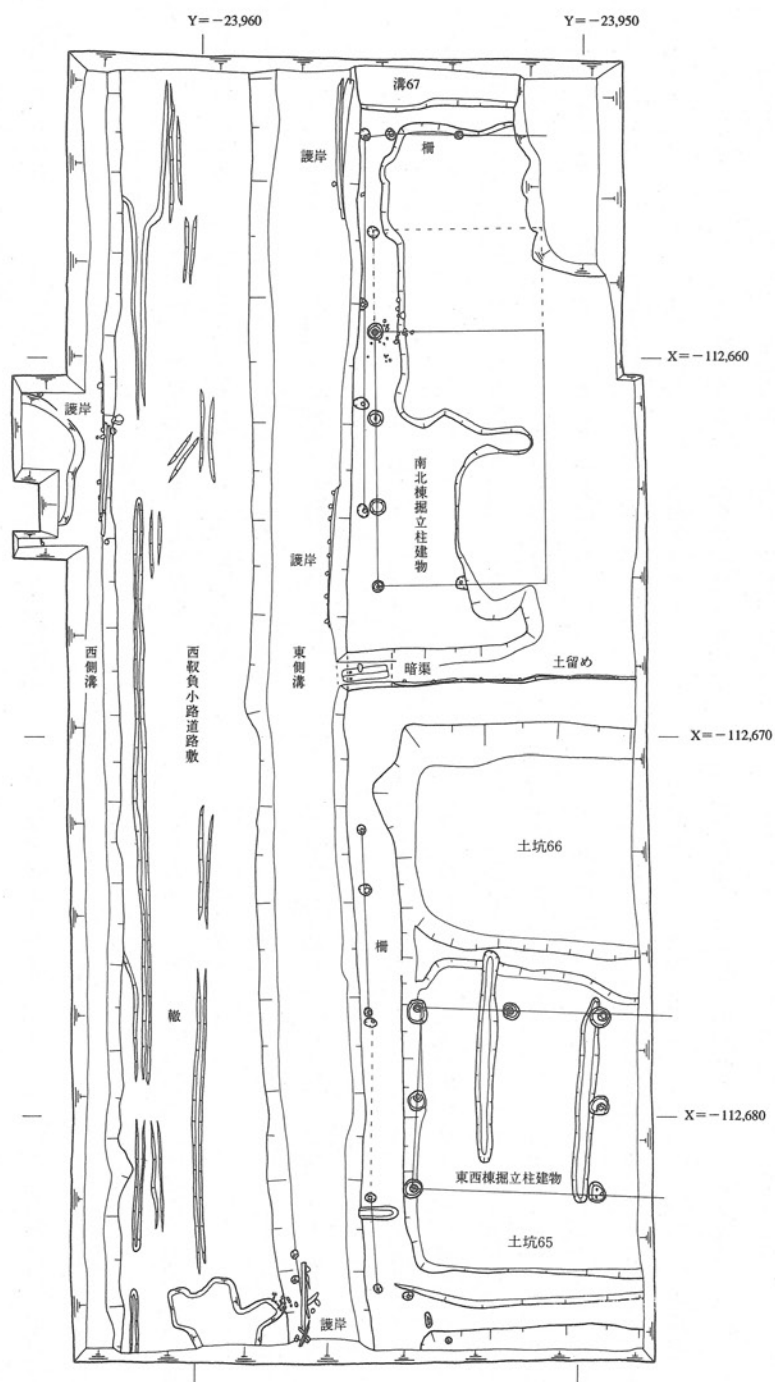 Y=−23,960
Y=−23,950
溝67
護岸
柵
X=−112,660
護岸
南北棟掘立柱建物
護岸
西側溝
西靫負小路道路敷
東側溝
暗渠
土留め
X=−112,670
土坑66
柵
轍
X=−112,680
東西棟掘立柱建物
土坑65
護岸